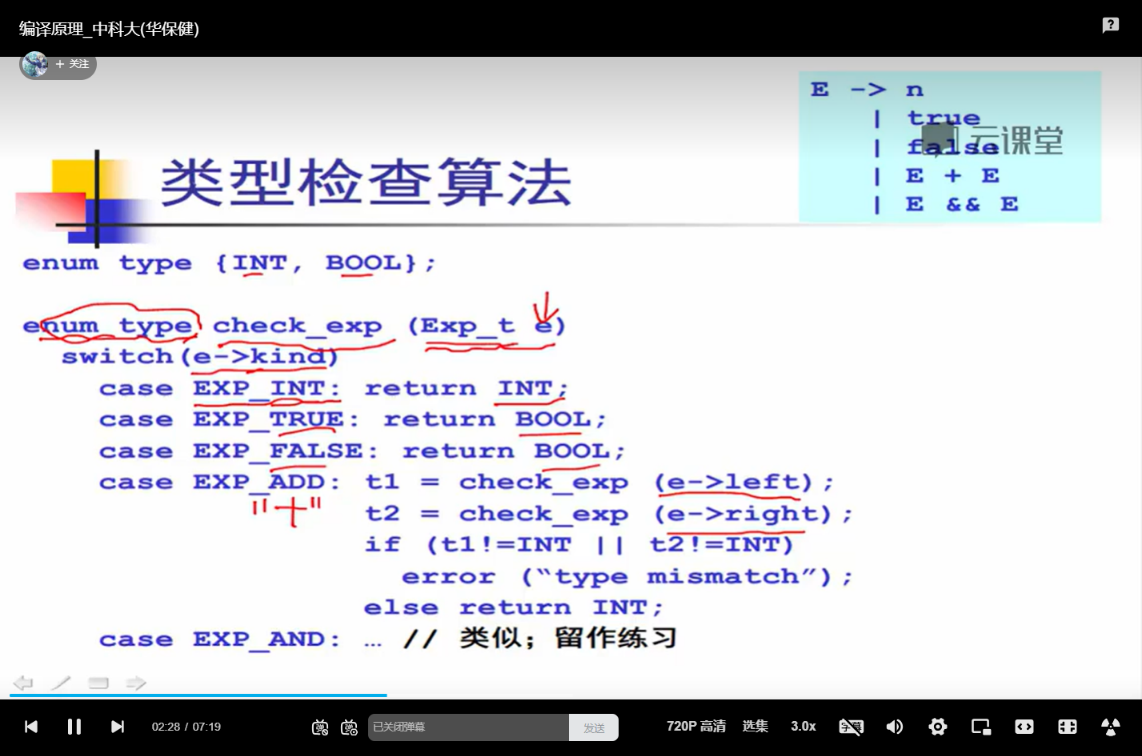 编译原理_中科大(华保健)
+ 关注
E -> n
| true
| false
| E + E
| E && E
云课堂
类型检查算法
enum type {INT, BOOL};
enum type check_exp (Exp_t e)
switch(e->kind)
case EXP_INT: return INT;
case EXP_TRUE: return BOOL;
case EXP_FALSE: return BOOL;
case EXP_ADD: t1 = check_exp (e->left);
"+"
t2 = check_exp (e->right);
if (t1!=INT || t2!=INT)
error (“type mismatch”);
else return INT;
case EXP_AND: … // 类似；留作练习
02:28 / 07:19
已关闭弹幕
发送
720P 高清
选集
3.0x